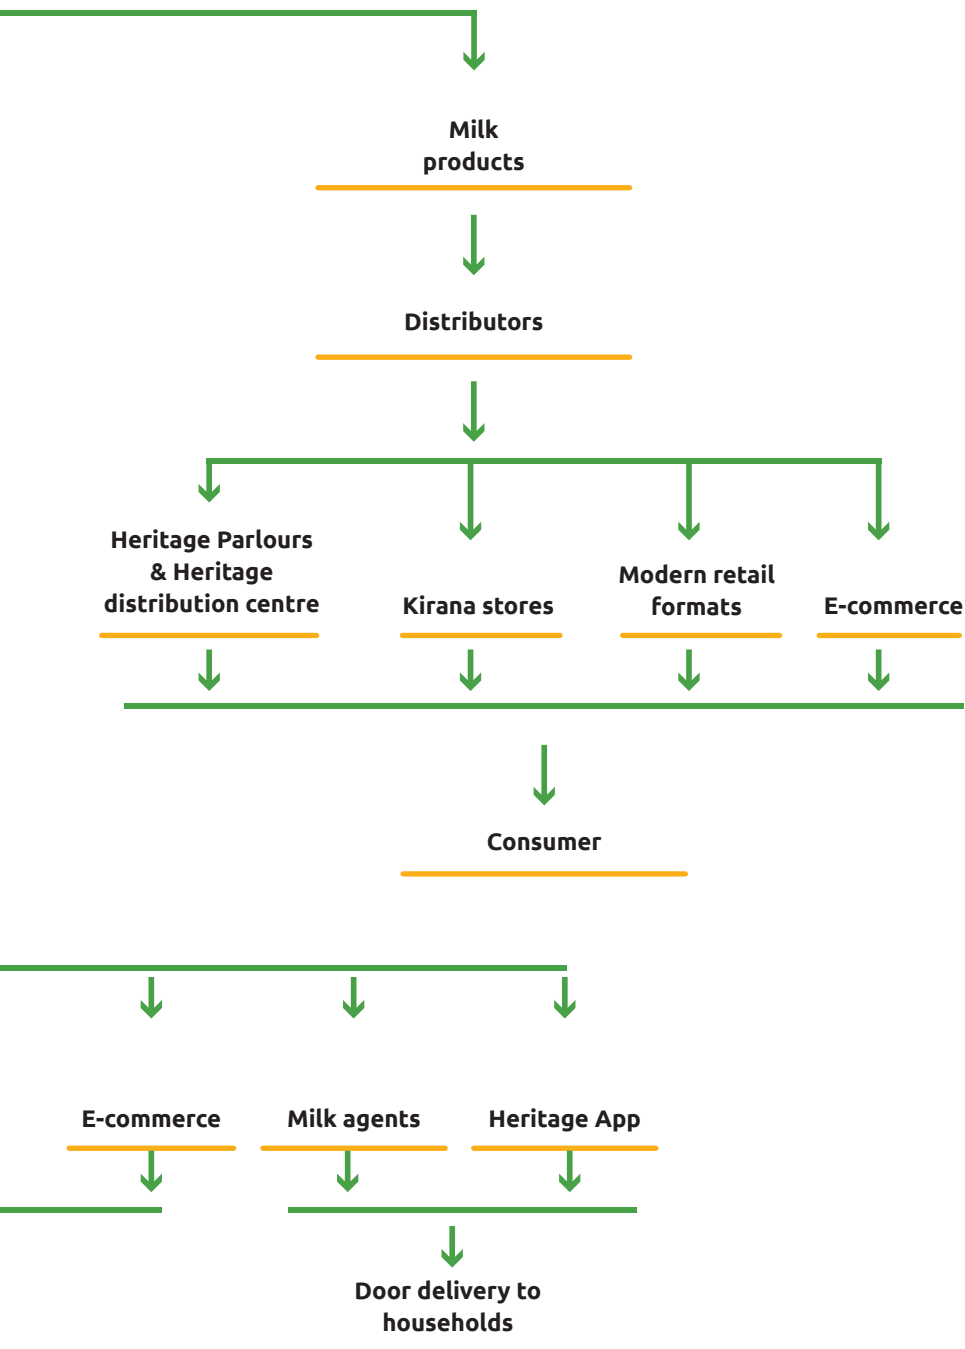 Milk
products
Distributors
Heritage Parlours
& Heritage
distribution centre
Kirana stores
Modern retail
formats
E-commerce
Consumer
E-commerce
Milk agents
Heritage App
Door delivery to
households